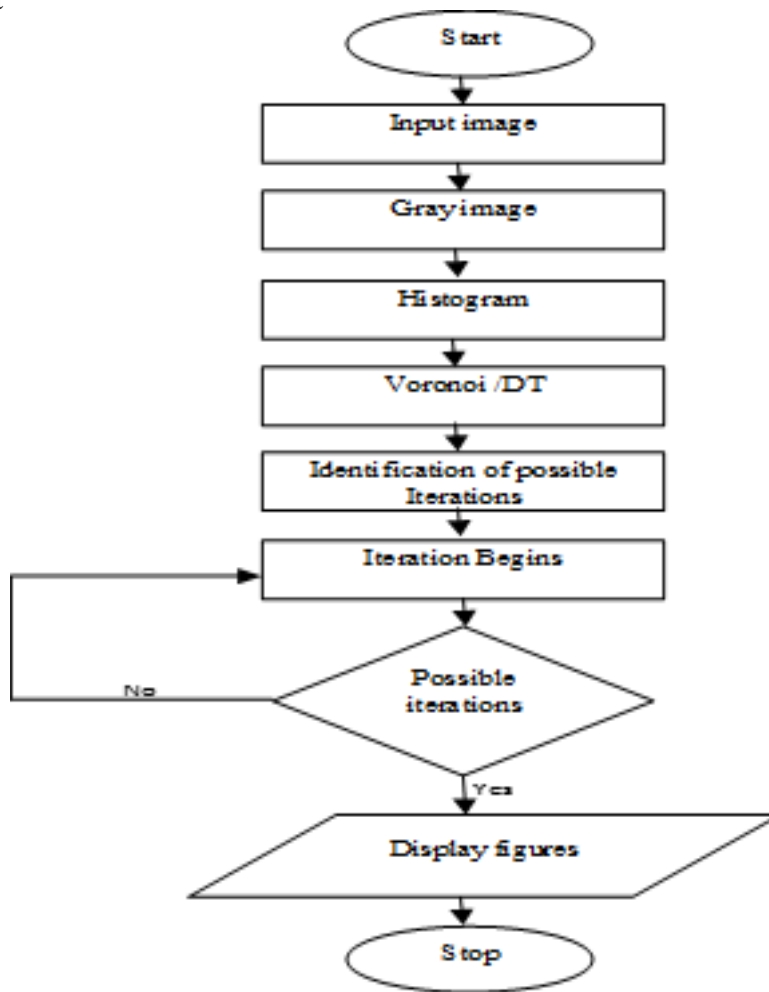 Start
Input image
Gray image
Histogram
Voronoi /DT
Identification of possible
Iterations
Iteration Begins
Possible
iterations
No
Yes
Display figures
Stop